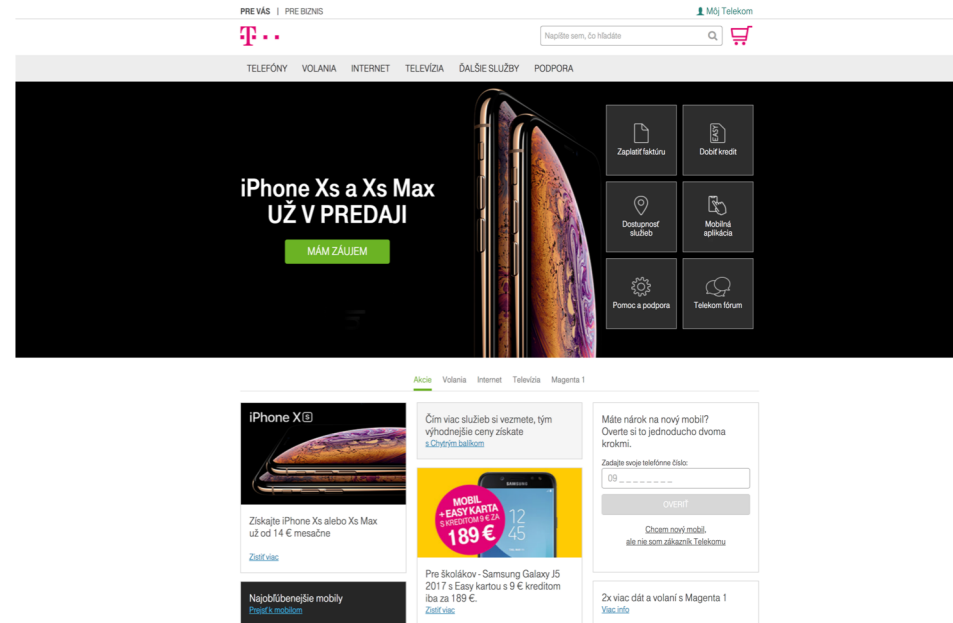 PRE VÁS | PRE BIZNIS
Môj Telekom
T
Napíšte sem, čo hľadáte
TELEFÓNY VOLANIA INTERNET TELEVÍZIA ĎALŠIE SLUŽBY PODPORA
iPhone Xs a Xs Max
UŽ V PREDAJI
MÁM ZÁUJEM
Zaplatiť faktúru
EASY
Dobiť kredit
Dostupnosť
služieb
Mobilná
aplikácia
Pomoc a podpora
Telekom fórum
Akcie Volania Internet Televízia Magenta 1
iPhone XS
Získajte iPhone Xs alebo Xs Max
už od 14 € mesačne
Zistiť viac
Najobľúbenejšie mobily
Prejsť k mobilom
Čím viac služieb si vezmete, tým
výhodnejšie ceny získate
s Chytrým balíkom
MOBIL
+EASY KARTA
S KREDITOM 9 € ZA
189 €
SAMSUNG
12
45
Pre školákov - Samsung Galaxy J5
2017 s Easy kartou s 9 € kreditom
iba za 189 €.
Zistiť viac
Máte nárok na nový mobil?
Overte si to jednoducho dvoma
krokmi.
Zadajte svoje telefónne číslo:
09 _ _ _ _ _ _ _ _
OVERIŤ
Chcem nový mobil,
ale nie som zákazník Telekomu
2x viac dát a volaní s Magenta 1
Viac info